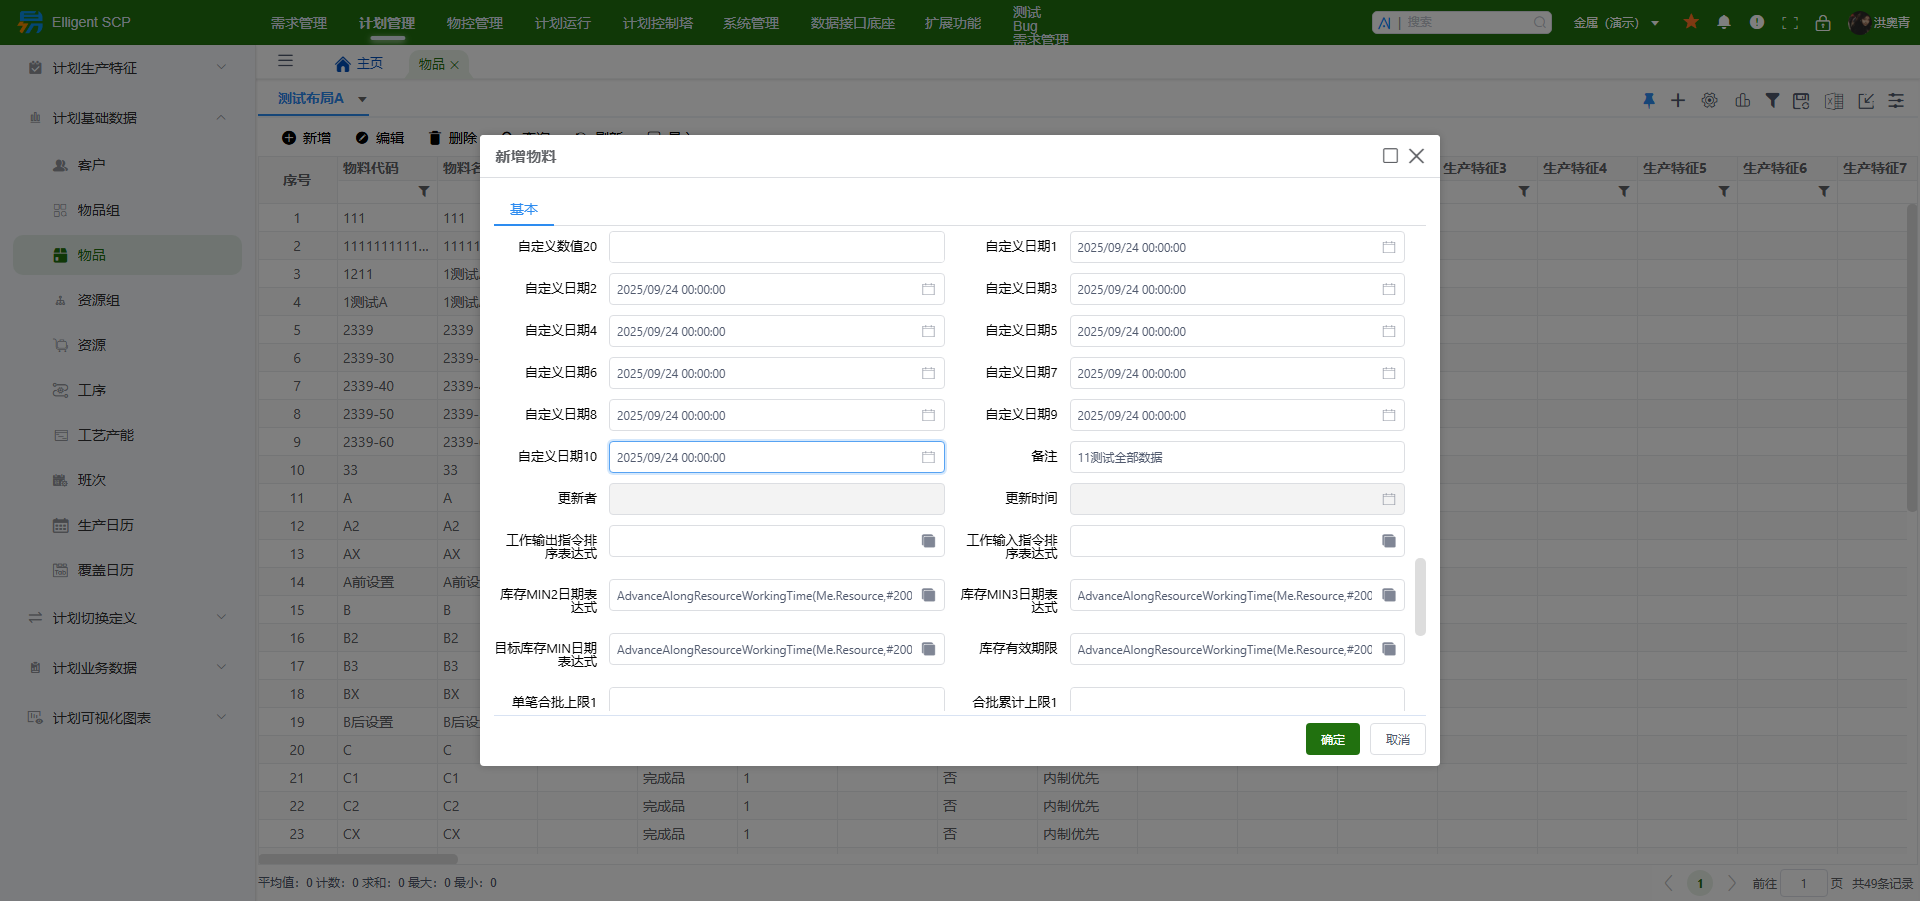 Elligent SCP
需求管理 计划管理 物控管理 计划运行 计划控制塔 系统管理 数据接口底座 扩展功能
测试
Bug
需求管理
搜索
金属（演示）
洪奥青
计划生产特征
计划基础数据
客户
物品组
物品
资源组
资源
工序
工艺产能
班次
生产日历
覆盖日历
计划切换定义
计划业务数据
计划可视化图表
主页 物品
测试布局A
新增 编辑 删除
序号 物料代码 生产特征3 生产特征4 生产特征5 生产特征6 生产特征7
1 111 111
2 1111111111... 11111
3 1211 1测试
4 1测试A 1测试
5 2339 2339
6 2339-30 2339-
7 2339-40 2339-
8 2339-50 2339-
9 2339-60 2339-
10 33 33
11 A A
12 A2 A2
13 AX AX
14 A前设置 A前设
15 B B
16 B2 B2
17 B3 B3
18 BX BX
19 B后设置 B后设
20 C C
21 C1 C1 完成品 1 否 内制优先
22 C2 C2 完成品 1 否 内制优先
23 CX CX 完成品 1 否 内制优先
平均值：0 计数：0 求和：0 最大：0 最小：0
1 前往 1 页 共49条记录
新增物料
基本
自定义数值20
自定义日期1 2025/09/24 00:00:00
自定义日期2 2025/09/24 00:00:00
自定义日期3 2025/09/24 00:00:00
自定义日期4 2025/09/24 00:00:00
自定义日期5 2025/09/24 00:00:00
自定义日期6 2025/09/24 00:00:00
自定义日期7 2025/09/24 00:00:00
自定义日期8 2025/09/24 00:00:00
自定义日期9 2025/09/24 00:00:00
自定义日期10 2025/09/24 00:00:00
备注 11测试全部数据
更新者
更新时间
工作输出指令排
序表达式
工作输入指令排
序表达式
库存MIN2日期表
达式
AdvanceAlongResourceWorkingTime(Me.Resource,#200
库存MIN3日期表
达式
AdvanceAlongResourceWorkingTime(Me.Resource,#200
目标库存MIN日期
表达式
AdvanceAlongResourceWorkingTime(Me.Resource,#200
库存有效期限 AdvanceAlongResourceWorkingTime(Me.Resource,#200
单笔合批上限1
合批累计上限1
确定 取消